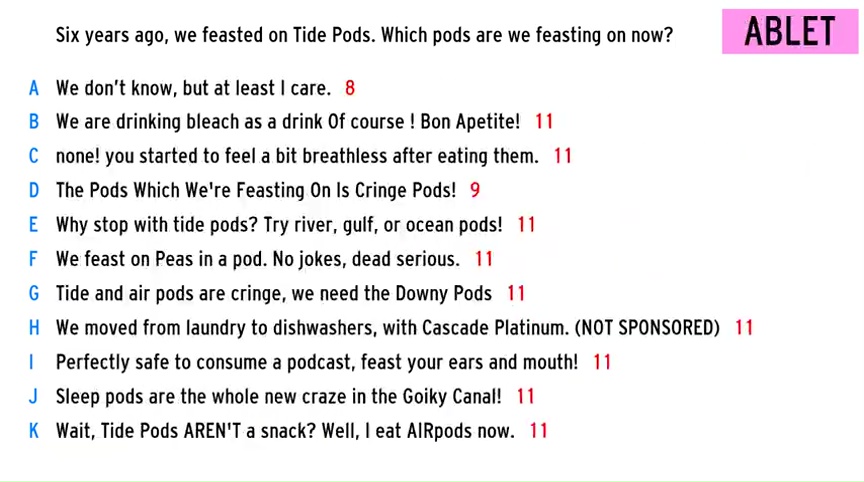 Six years ago, we feasted on Tide Pods. Which pods are we feasting on now?
ABLET
A We don't know, but at least I care. 8
B We are drinking bleach as a drink Of course ! Bon Apetite! 11
C none! you started to feel a bit breathless after eating them. 11
D The Pods Which We're Feasting On Is Cringe Pods! 9
E Why stop with tide pods? Try river, gulf, or ocean pods! 11
F We feast on Peas in a pod. No jokes, dead serious. 11
G Tide and air pods are cringe, we need the Downy Pods 11
H We moved from laundry to dishwashers, with Cascade Platinum. (NOT SPONSORED) 11
I Perfectly safe to consume a podcast, feast your ears and mouth! 11
J Sleep pods are the whole new craze in the Goiky Canal! 11
K Wait, Tide Pods AREN'T a snack? Well, I eat AIRpods now. 11